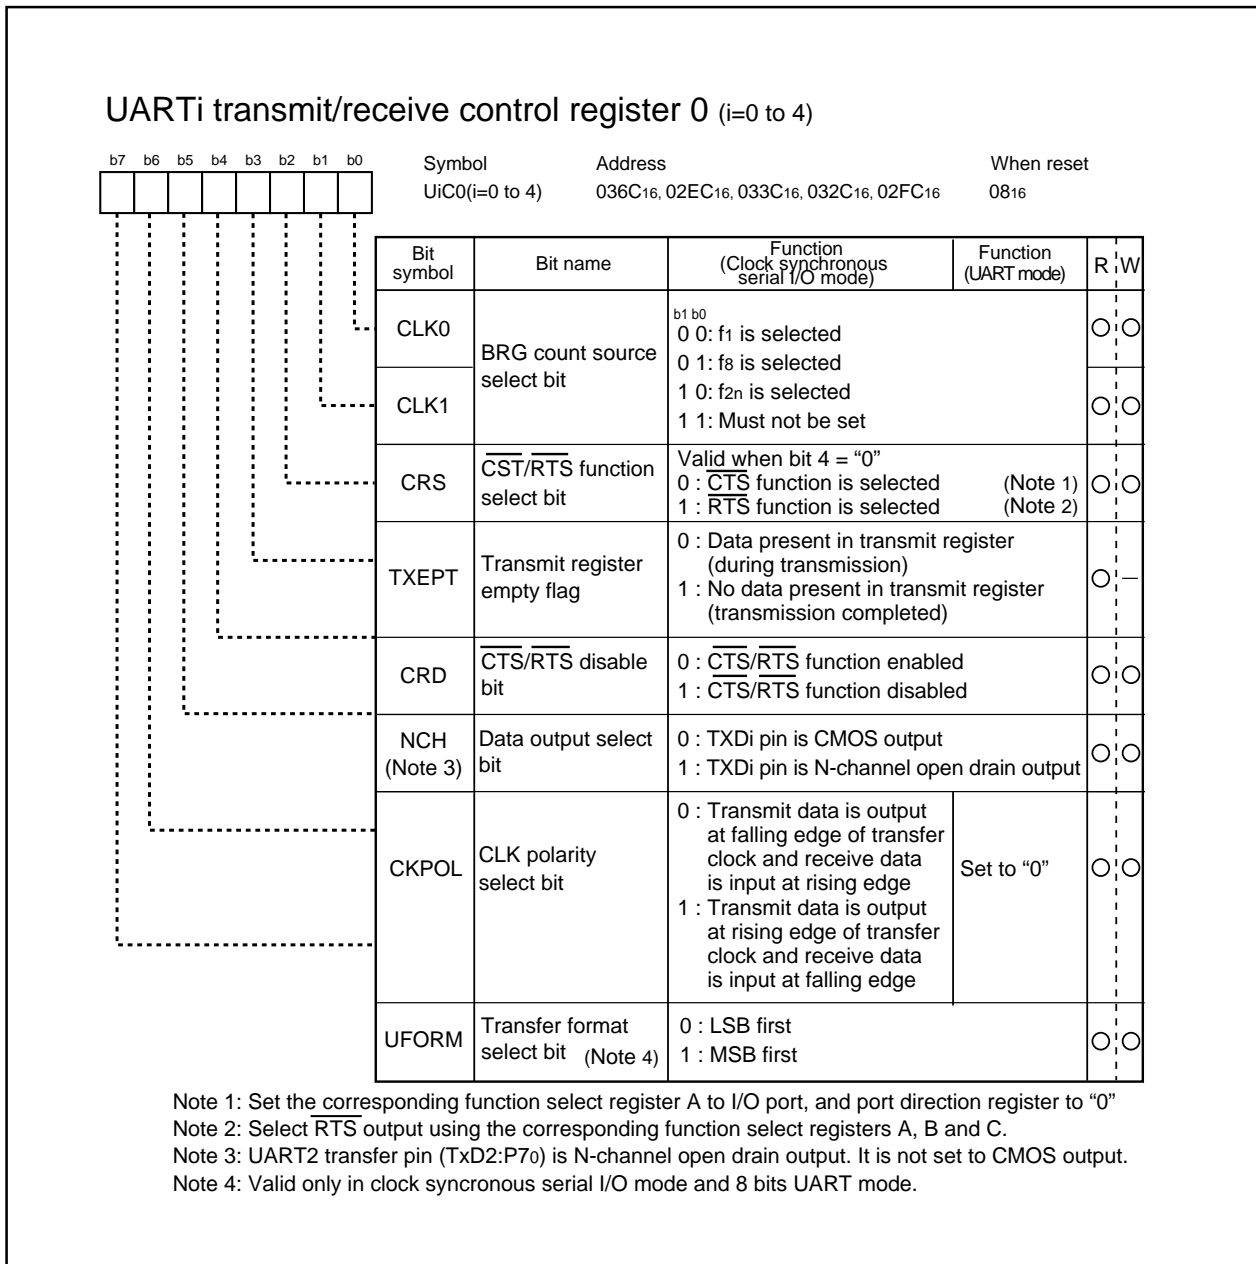 UARTi transmit/receive control register 0 (i=0 to 4)
b7 b6 b5 b4 b3 b2 b1 b0
Symbol Address When reset
UiC0(i=0 to 4) 036C16, 02EC16, 033C16, 032C16, 02FC16 0816
Bit symbol
Bit name
Function
(Clock synchronous
serial I/O mode)
Function
(UART mode)
R W
CLK0
CLK1
BRG count source
select bit
b1 b0
0 0: f1 is selected
0 1: f8 is selected
1 0: f2n is selected
1 1: Must not be set
CRS
CST/RTS function
select bit
Valid when bit 4 = “0”
0 : CTS function is selected (Note 1)
1 : RTS function is selected (Note 2)
TXEPT
Transmit register
empty flag
0 : Data present in transmit register
(during transmission)
1 : No data present in transmit register
(transmission completed)
CRD
CTS/RTS disable
bit
0 : CTS/RTS function enabled
1 : CTS/RTS function disabled
NCH
(Note 3)
Data output select
bit
0 : TXDi pin is CMOS output
1 : TXDi pin is N-channel open drain output
CKPOL
CLK polarity
select bit
0 : Transmit data is output
at falling edge of transfer
clock and receive data
is input at rising edge
1 : Transmit data is output
at rising edge of transfer
clock and receive data
is input at falling edge
Set to “0”
UFORM
Transfer format
select bit (Note 4)
0 : LSB first
1 : MSB first
Note 1: Set the corresponding function select register A to I/O port, and port direction register to “0”
Note 2: Select RTS output using the corresponding function select registers A, B and C.
Note 3: UART2 transfer pin (TxD2:P70) is N-channel open drain output. It is not set to CMOS output.
Note 4: Valid only in clock syncronous serial I/O mode and 8 bits UART mode.